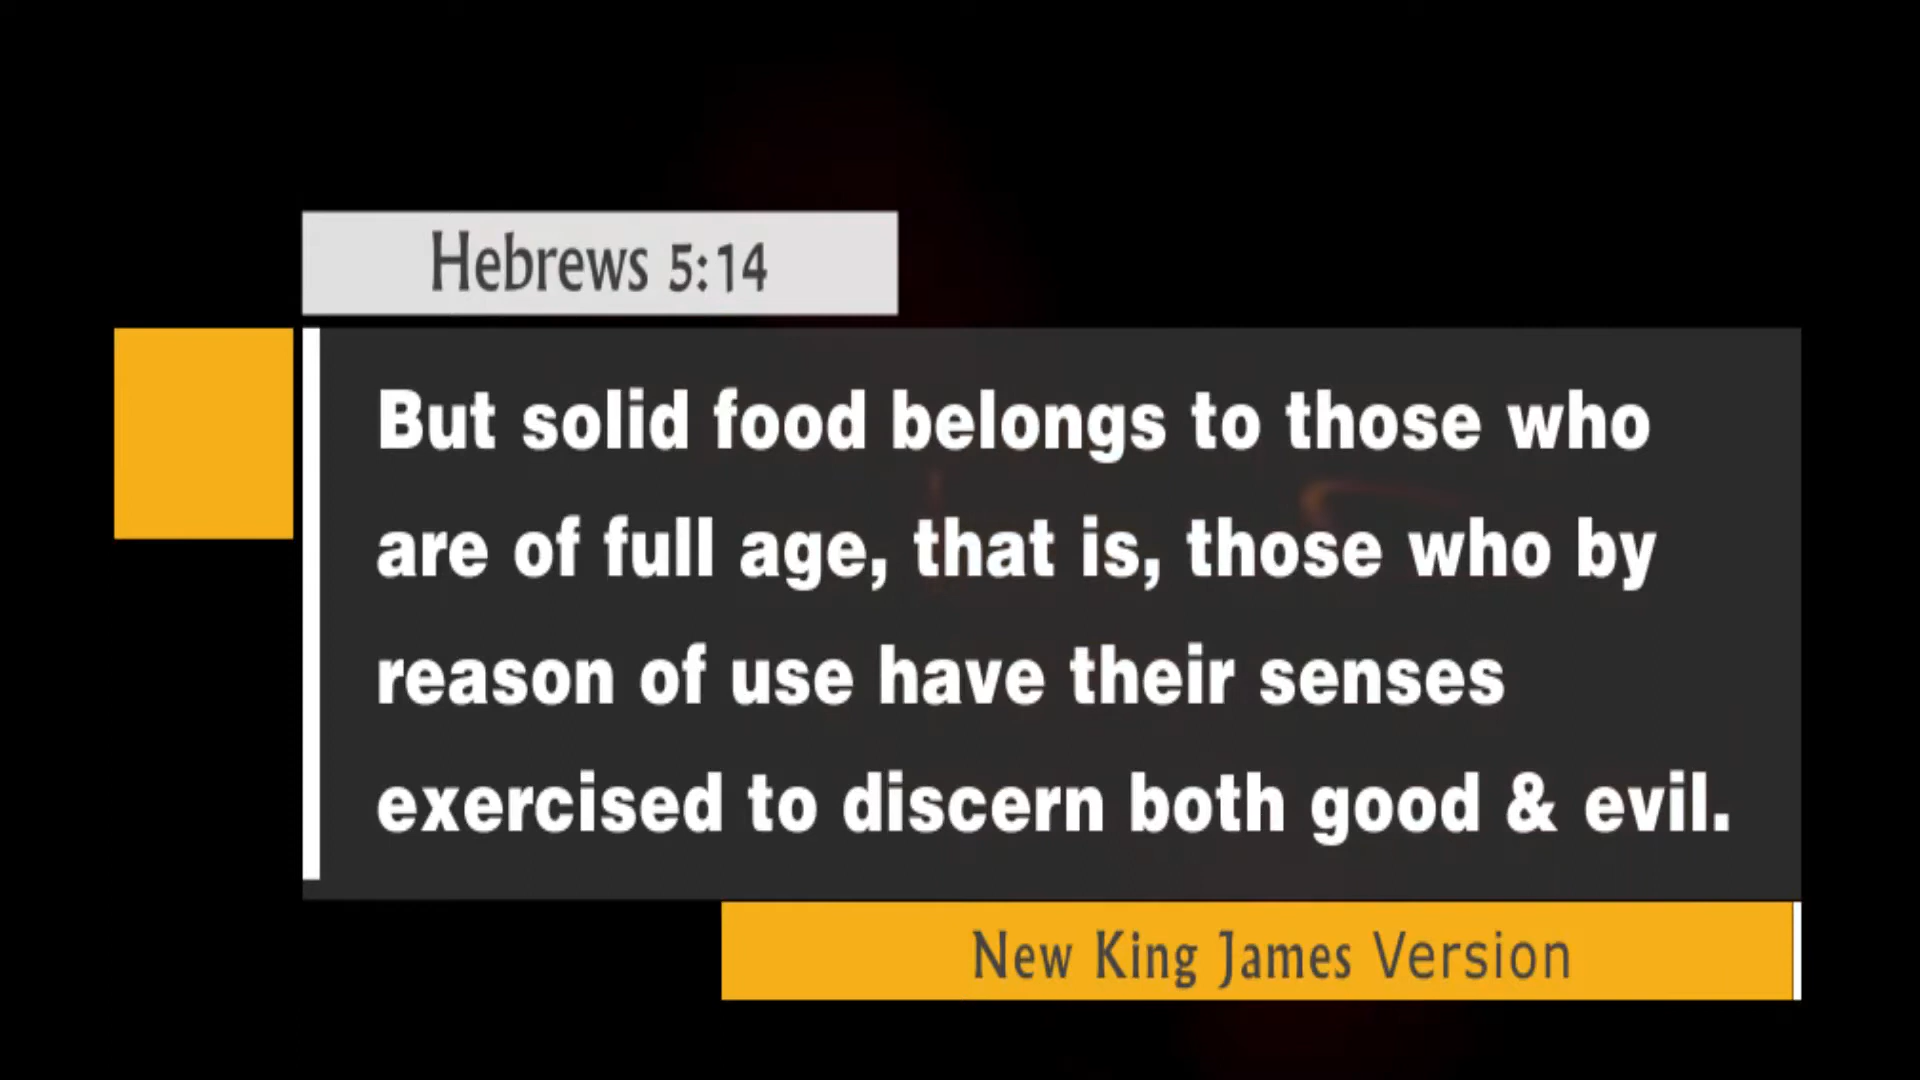 Hebrews 5:14
But solid food belongs to those who
are of full age, that is, those who by
reason of use have their senses
exercised to discern both good & evil.
New King James Version